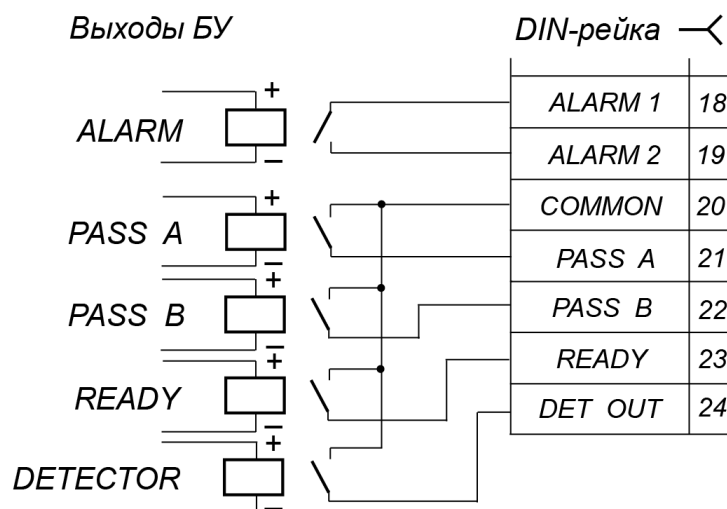 Выходы БУ
DIN-рейка
ALARM
+
−
ALARM 1 18
ALARM 2 19
COMMON 20
PASS A
+
−
PASS A 21
PASS B
+
−
PASS B 22
READY
+
−
READY 23
DETECTOR
+
−
DET OUT 24